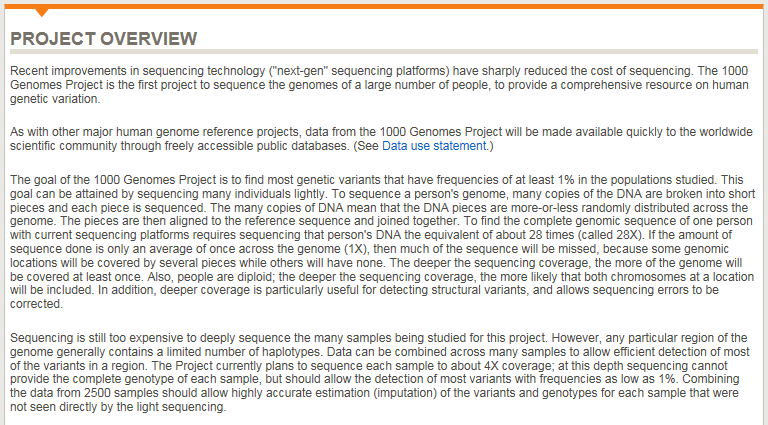 PROJECT OVERVIEW
Recent improvements in sequencing technology ("next-gen" sequencing platforms) have sharply reduced the cost of sequencing. The 1000
Genomes Project is the first project to sequence the genomes of a large number of people, to provide a comprehensive resource on human
genetic variation.
As with other major human genome reference projects, data from the 1000 Genomes Project will be made available quickly to the worldwide
scientific community through freely accessible public databases. (See Data use statement.)
The goal of the 1000 Genomes Project is to find most genetic variants that have frequencies of at least 1% in the populations studied. This
goal can be attained by sequencing many individuals lightly. To sequence a person's genome, many copies of the DNA are broken into short
pieces and each piece is sequenced. The many copies of DNA mean that the DNA pieces are more-or-less randomly distributed across the
genome. The pieces are then aligned to the reference sequence and joined together. To find the complete genomic sequence of one person
with current sequencing platforms requires sequencing that person's DNA the equivalent of about 28 times (called 28X). If the amount of
sequence done is only an average of once across the genome (1X), then much of the sequence will be missed, because some genomic
locations will be covered by several pieces while others will have none. The deeper the sequencing coverage, the more of the genome will
be covered at least once. Also, people are diploid; the deeper the sequencing coverage, the more likely that both chromosomes at a location
will be included. In addition, deeper coverage is particularly useful for detecting structural variants, and allows sequencing errors to be
corrected.
Sequencing is still too expensive to deeply sequence the many samples being studied for this project. However, any particular region of the
genome generally contains a limited number of haplotypes. Data can be combined across many samples to allow efficient detection of most
of the variants in a region. The Project currently plans to sequence each sample to about 4X coverage; at this depth sequencing cannot
provide the complete genotype of each sample, but should allow the detection of most variants with frequencies as low as 1%. Combining
the data from 2500 samples should allow highly accurate estimation (imputation) of the variants and genotypes for each sample that were
not seen directly by the light sequencing.